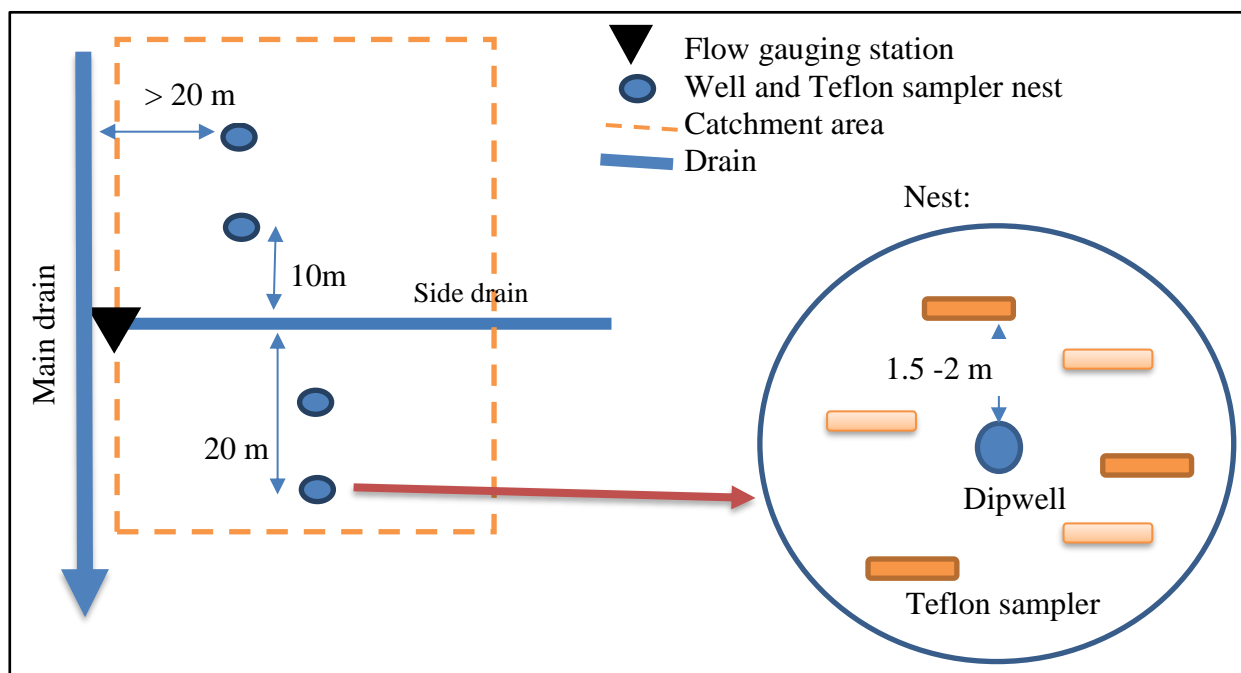 Flow gauging station
Well and Teflon sampler nest
Catchment area
Drain
> 20 m
10m
Side drain
Main drain
20 m
Nest:
1.5 -2 m
Dipwell
Teflon sampler